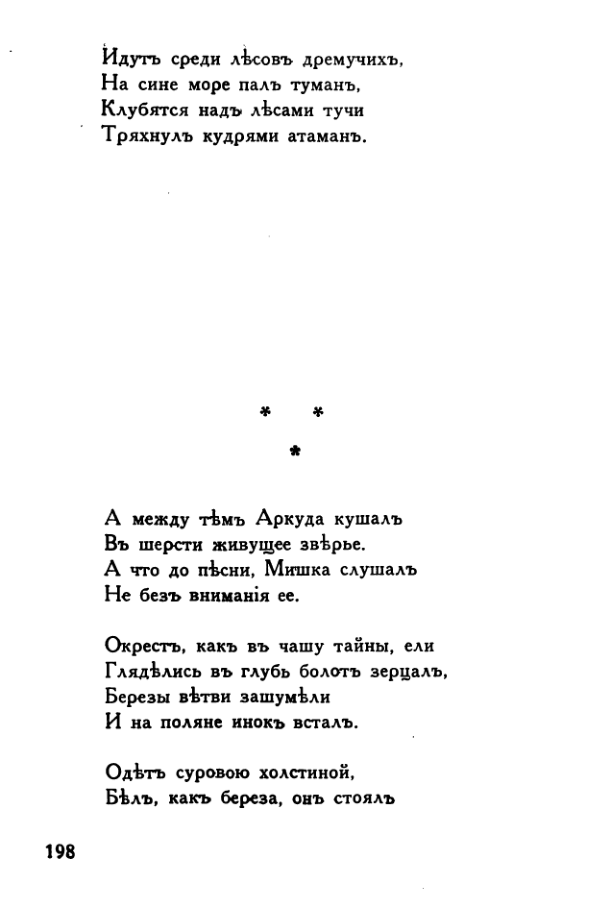 Идутъ среди лѣсовъ дремучихъ,
На сине море палъ туманъ,
Клубятся надъ лѣсами тучи
Тряхнулъ кудрями атаманъ.
* *
*
А между тѣмъ Аркуда кушалъ
Въ шерсти живущее звѣрье.
А что до пѣсни, Мишка слушалъ
Не безъ вниманія ее.
Окрестъ, какъ въ чашу тайны, ели
Глядѣлись въ глубь болотъ зерцалъ,
Березы вѣтви зашумѣли
И на поляне инокъ всталъ.
Одѣтъ суровою холстиной,
Бѣлъ, какъ береза, онъ стоялъ
198